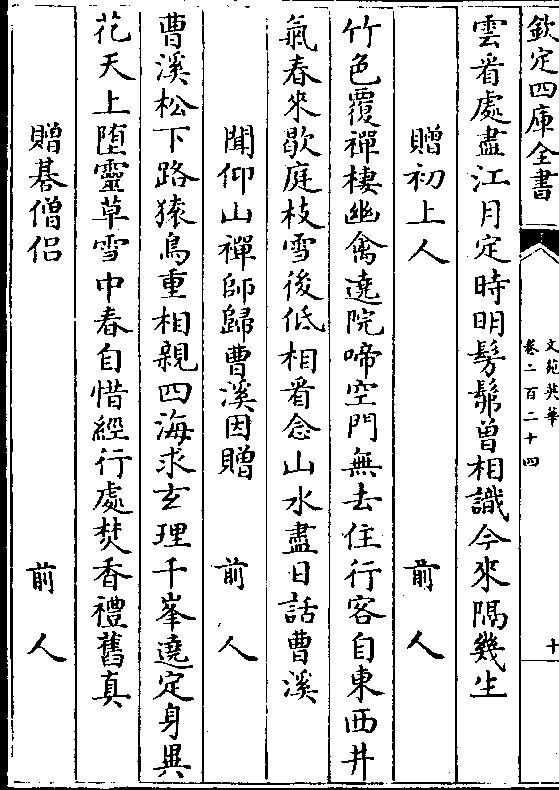 欽定四庫全書
文苑英華
卷二百二十四
十
雲看處盡江月定時明髣髴曾相識今來隔幾生
贈初上人 前人
竹色覆禪棲幽禽遶院啼空門無去住行客自東西井
氣春來歇庭枝雪後低相看念山水盡日話曹溪
聞仰山禪師歸曹溪因贈 前人
曹溪松下路猿鳥重相親四海求玄理千峯遶定身異
花天上墮靈草雪中春自惜經行處焚香禮舊真
贈碁僧侶 前人